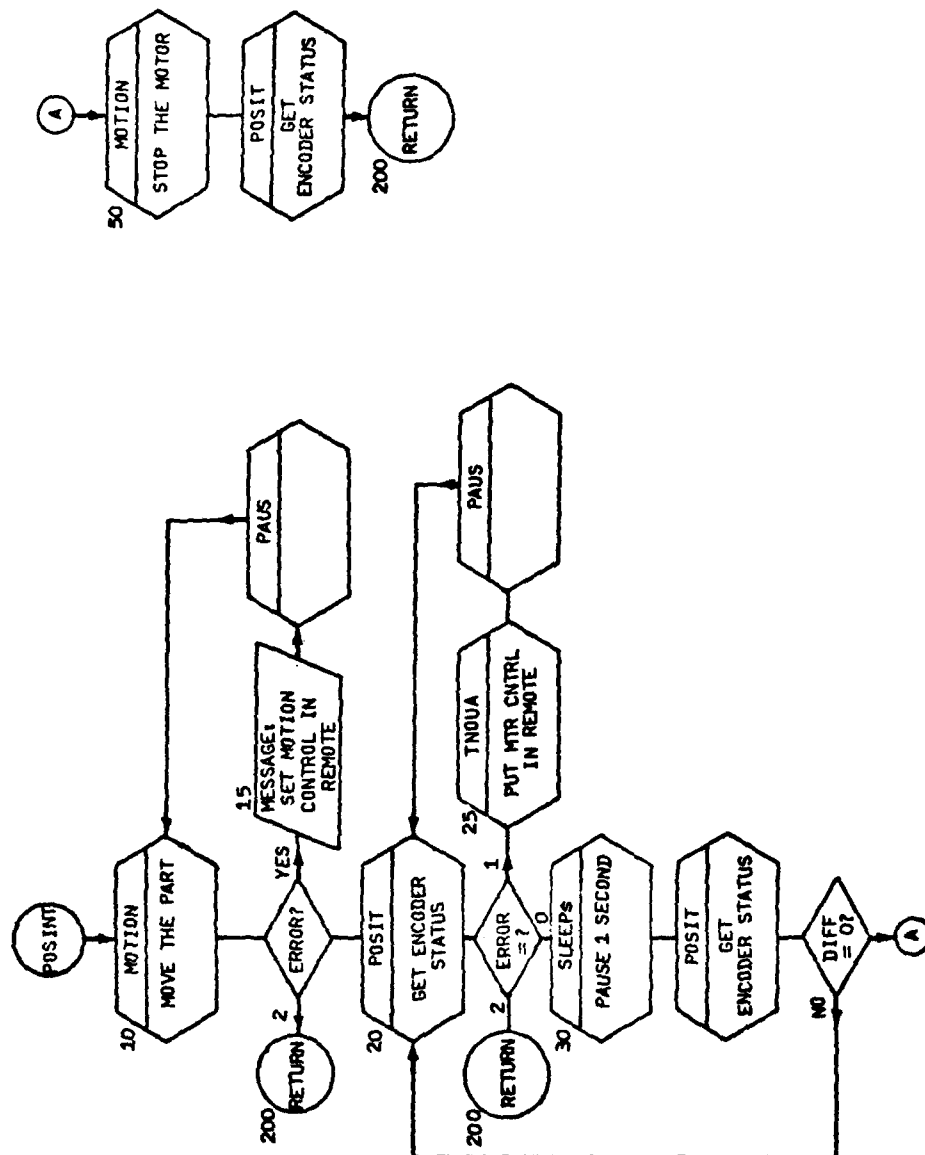 POSINT
10
MOTION
MOVE THE PART
ERROR?
2
200
RETURN
YES
15
MESSAGE:
SET MOTION
CONTROL IN
REMOTE
PAUS
20
POSIT
GET ENCODER
STATUS
ERROR
= ?
2
200
RETURN
1
25
TNOUA
PUT MTR CNTRL
IN REMOTE
PAUS
0
30
SLEEPs
PAUSE 1 SECOND
POSIT
GET
ENCODER STATUS
DIFF
= 0?
NO
A
A
50
MOTION
STOP THE MOTOR
POSIT
GET
ENCODER STATUS
200
RETURN